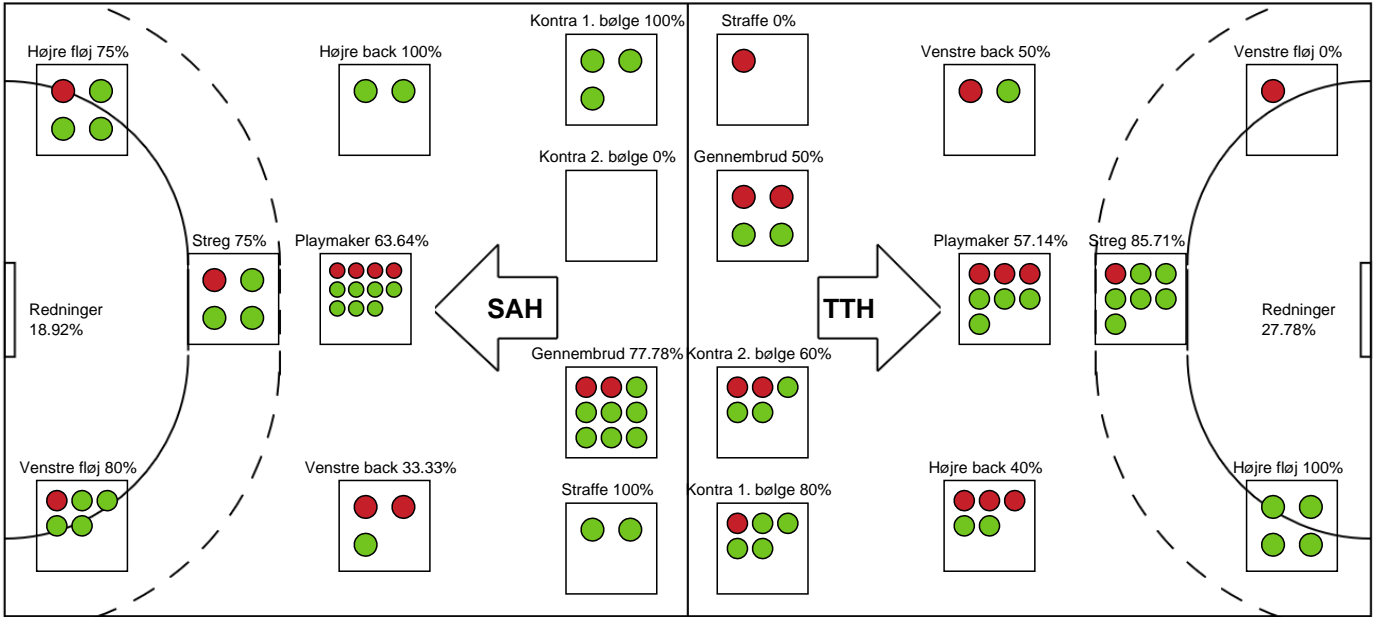 Kontra 1. bølge 100%
Straffe 0%
Højre fløj 75%
Højre back 100%
Venstre back 50%
Venstre fløj 0%
Kontra 2. bølge 0%
Gennembrud 50%
Streg 75%
Playmaker 63.64%
Playmaker 57.14%
Streg 85.71%
SAH
TTH
Redninger
18.92%
Redninger
27.78%
Gennembrud 77.78%
Kontra 2. bølge 60%
Venstre fløj 80%
Venstre back 33.33%
Straffe 100%
Kontra 1. bølge 80%
Højre back 40%
Højre fløj 100%